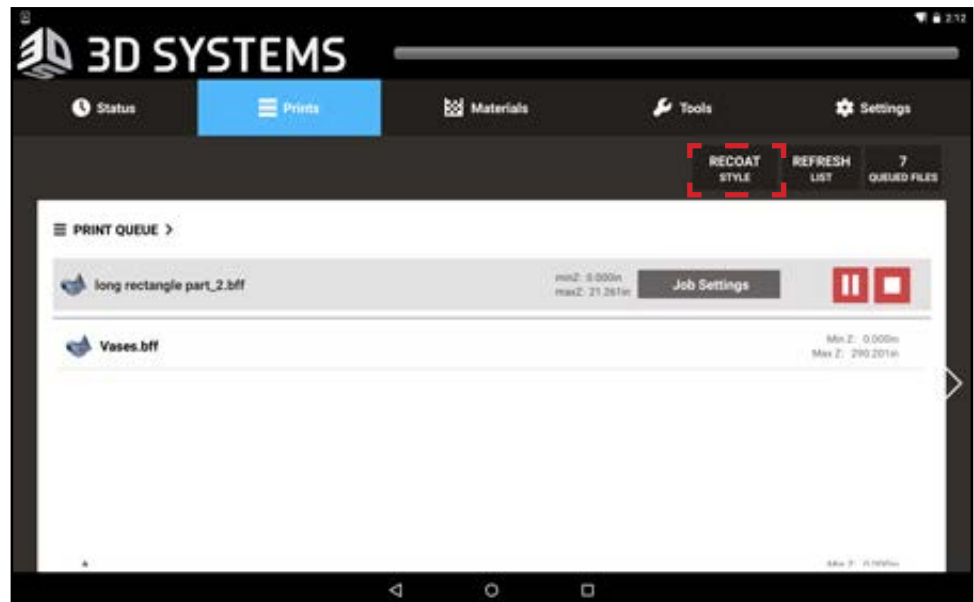 2:12
3D SYSTEMS
Status
Prints
Materials
Tools
Settings
RECOAT
STYLE
REFRESH
LIST
7
QUEUED FILES
PRINT QUEUE >
long rectangle part_2.bff
minZ: 0.000in
maxZ: 21.261in
Job Settings
Vases.bff
Min Z: 0.000in
Max Z: 290.201in